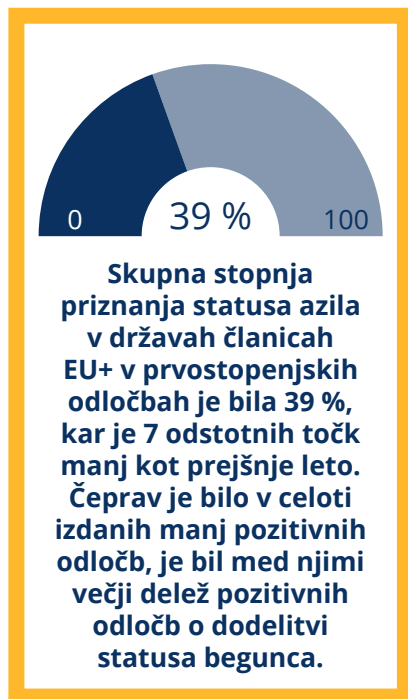 0
39 %
100
Skupna stopnja
priznanja statusa azila
v državah članicah
EU+ v prvostopenjskih
odločbah je bila 39 %,
kar je 7 odstotnih točk
manj kot prejšnje leto.
Čeprav je bilo v celoti
izdanih manj pozitivnih
odločb, je bil med njimi
večji delež pozitivnih
odločb o dodelitvi
statusa begunca.